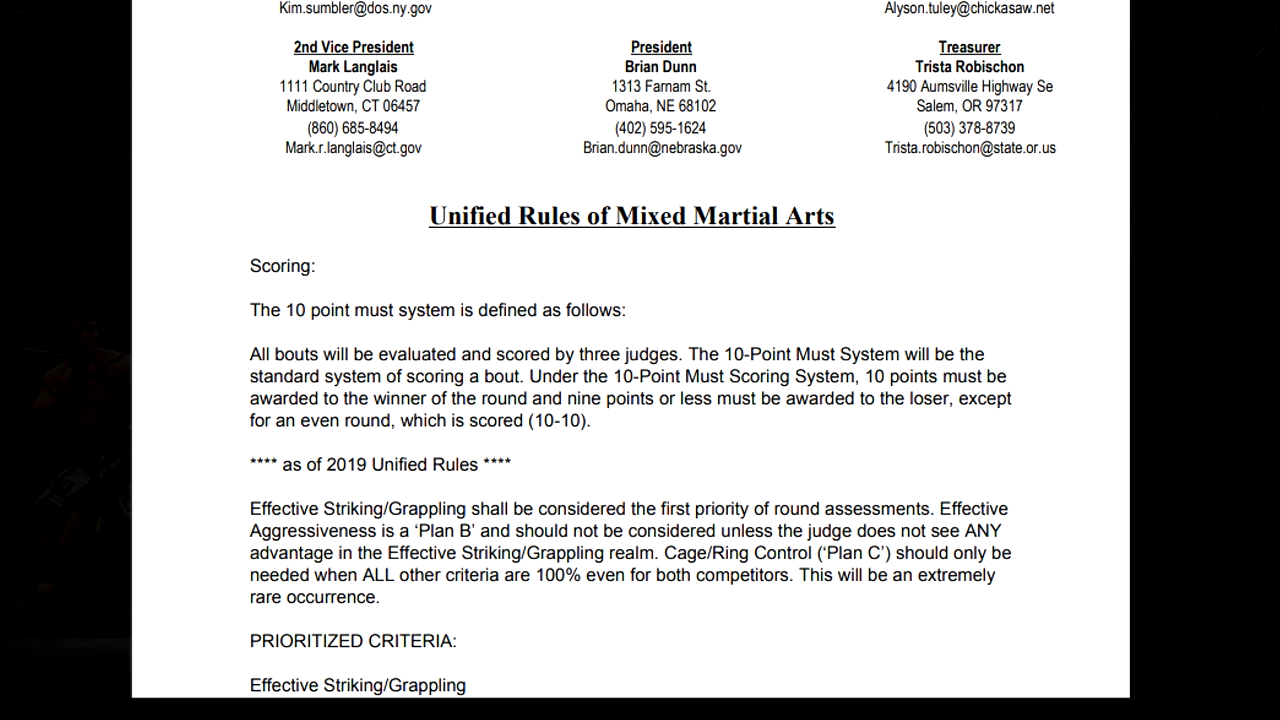 Kim.sumbler@dos.ny.gov
Alyson.tuley@chickasaw.net
2nd Vice President
Mark Langlais
1111 Country Club Road
Middletown, CT 06457
(860) 685-8494
Mark.r.langlais@ct.gov
President
Brian Dunn
1313 Farnam St.
Omaha, NE 68102
(402) 595-1624
Brian.dunn@nebraska.gov
Treasurer
Trista Robischon
4190 Aumsville Highway Se
Salem, OR 97317
(503) 378-8739
Trista.robischon@state.or.us
Unified Rules of Mixed Martial Arts
Scoring:
The 10 point must system is defined as follows:
All bouts will be evaluated and scored by three judges. The 10-Point Must System will be the
standard system of scoring a bout. Under the 10-Point Must Scoring System, 10 points must be
awarded to the winner of the round and nine points or less must be awarded to the loser, except
for an even round, which is scored (10-10).
**** as of 2019 Unified Rules ****
Effective Striking/Grappling shall be considered the first priority of round assessments. Effective
Aggressiveness is a ‘Plan B’ and should not be considered unless the judge does not see ANY
advantage in the Effective Striking/Grappling realm. Cage/Ring Control (‘Plan C’) should only be
needed when ALL other criteria are 100% even for both competitors. This will be an extremely
rare occurrence.
PRIORITIZED CRITERIA:
Effective Striking/Grappling